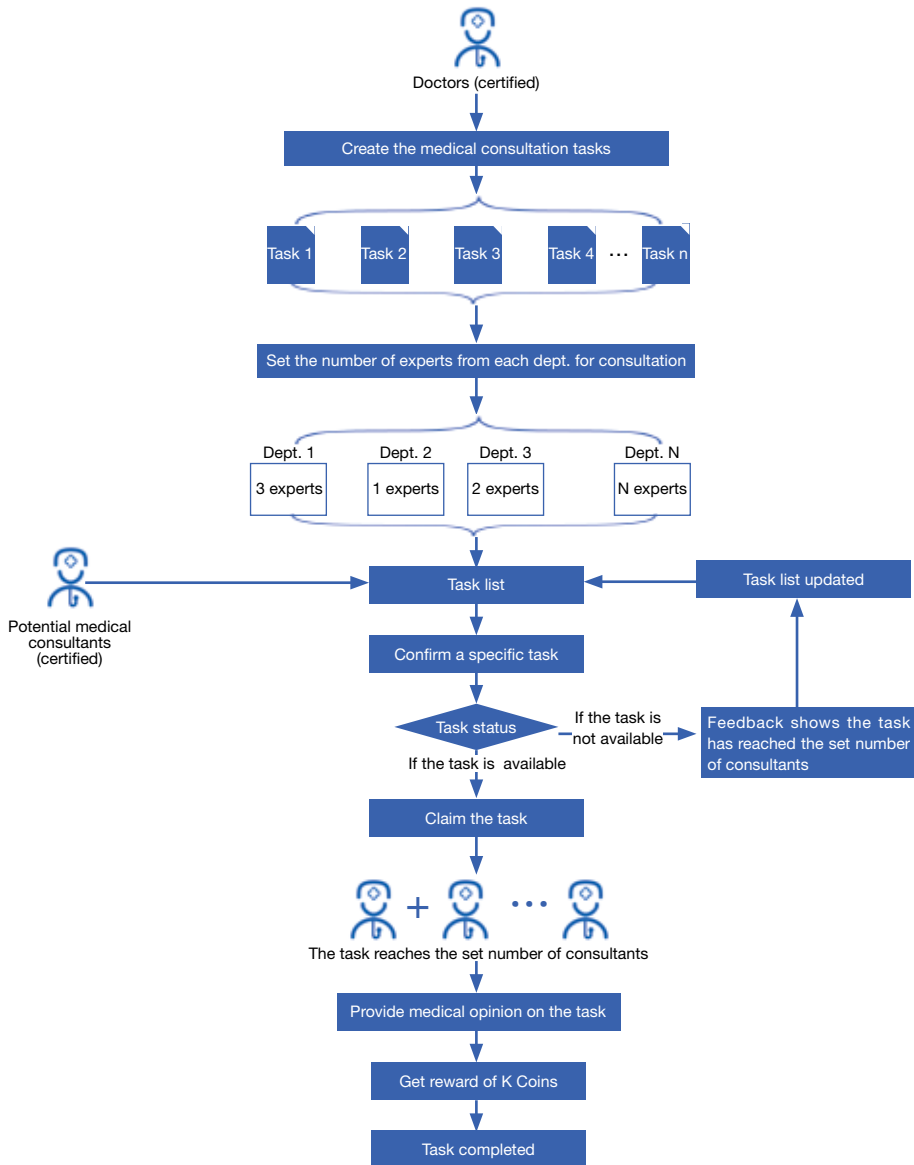 Doctors (certified)
Create the medical consultation tasks
Task 1
Task 2
Task 3
Task 4
...
Task n
Set the number of experts from each dept. for consultation
Dept. 1
Dept. 2
Dept. 3
Dept. N
3 experts
1 experts
2 experts
N experts
Potential medical
consultants
(certified)
Task list
Task list updated
Confirm a specific task
Task status
If the task is
not available
Feedback shows the task
has reached the set number
of consultants
If the task is available
Claim the task
+
...
The task reaches the set number of consultants
Provide medical opinion on the task
Get reward of K Coins
Task completed